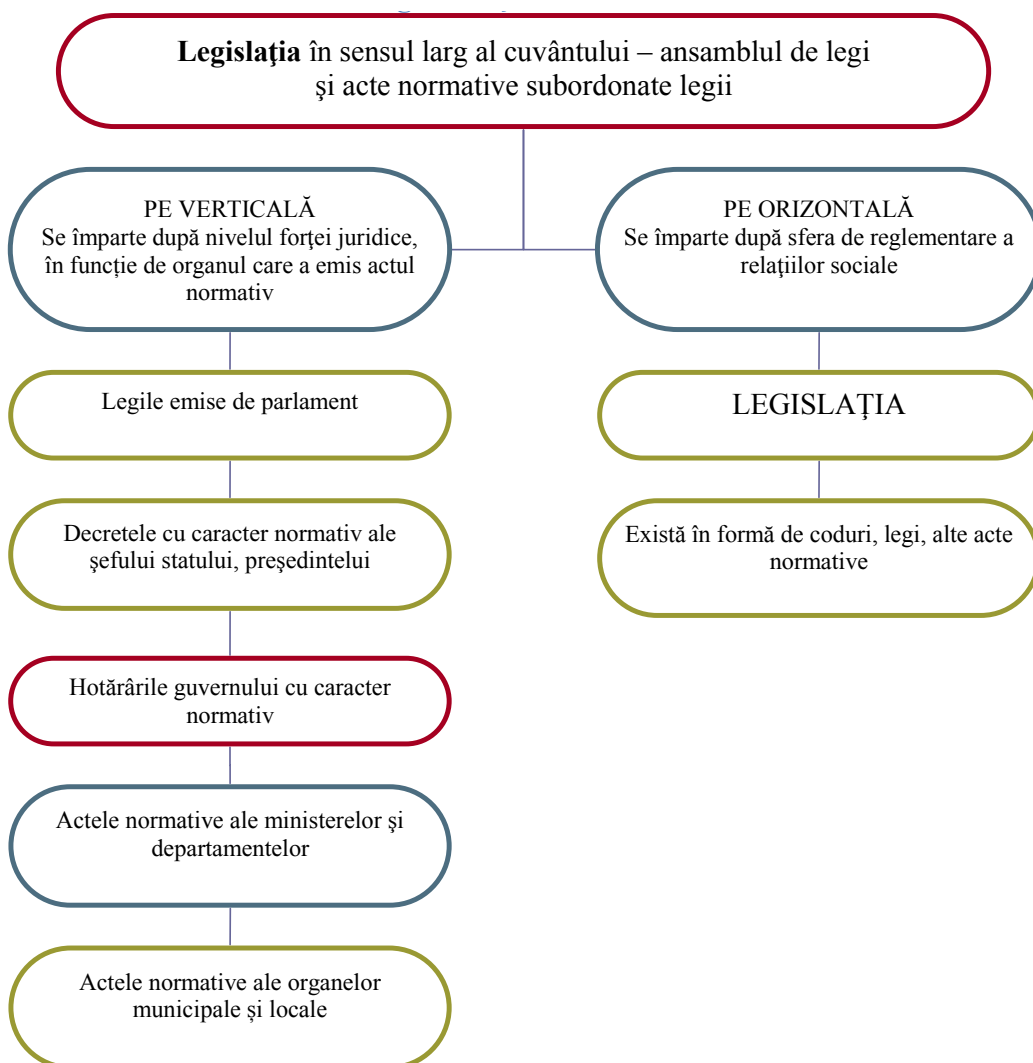 Legislaţia în sensul larg al cuvântului – ansamblul de legi
şi acte normative subordonate legii
PE VERTICALĂ
Se împarte după nivelul forţei juridice,
în funcție de organul care a emis actul
normativ
PE ORIZONTALĂ
Se împarte după sfera de reglementare a
relaţiilor sociale
Legile emise de parlament
LEGISLAŢIA
Decretele cu caracter normativ ale
şefului statului, preşedintelui
Există în formă de coduri, legi, alte acte
normative
Hotărârile guvernului cu caracter
normativ
Actele normative ale ministerelor şi
departamentelor
Actele normative ale organelor
municipale și locale